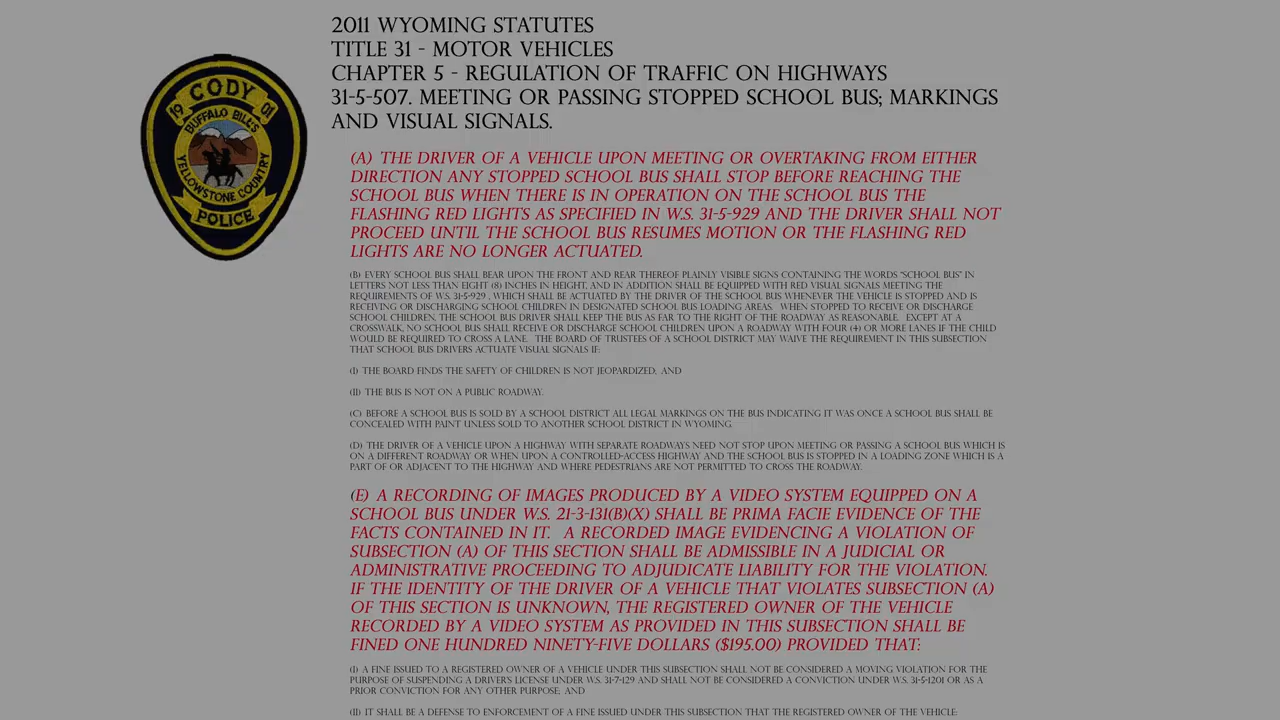 2011 WYOMING STATUTES
TITLE 31 - MOTOR VEHICLES
CHAPTER 5 - REGULATION OF TRAFFIC ON HIGHWAYS
31-5-507. MEETING OR PASSING STOPPED SCHOOL BUS; MARKINGS
AND VISUAL SIGNALS.
CODY
19 01
BUFFALO BILL'S
YELLOWSTONE COUNTRY
POLICE
(A) THE DRIVER OF A VEHICLE UPON MEETING OR OVERTAKING FROM EITHER
DIRECTION ANY STOPPED SCHOOL BUS SHALL STOP BEFORE REACHING THE
SCHOOL BUS WHEN THERE IS IN OPERATION ON THE SCHOOL BUS THE
FLASHING RED LIGHTS AS SPECIFIED IN W.S. 31-5-929 AND THE DRIVER SHALL NOT
PROCEED UNTIL THE SCHOOL BUS RESUMES MOTION OR THE FLASHING RED
LIGHTS ARE NO LONGER ACTUATED.
(B) EVERY SCHOOL BUS SHALL BEAR UPON THE FRONT AND REAR THEREOF PLAINLY VISIBLE SIGNS CONTAINING THE WORDS "SCHOOL BUS" IN
LETTERS NOT LESS THAN EIGHT (8) INCHES IN HEIGHT, AND IN ADDITION SHALL BE EQUIPPED WITH RED VISUAL SIGNALS MEETING THE
REQUIREMENTS OF W.S. 31-5-929 , WHICH SHALL BE ACTUATED BY THE DRIVER OF THE SCHOOL BUS WHENEVER THE VEHICLE IS STOPPED AND IS
RECEIVING OR DISCHARGING SCHOOL CHILDREN IN DESIGNATED SCHOOL BUS LOADING AREAS. WHEN STOPPED TO RECEIVE OR DISCHARGE
SCHOOL CHILDREN, THE SCHOOL BUS DRIVER SHALL KEEP THE BUS AS FAR TO THE RIGHT OF THE ROADWAY AS REASONABLE. EXCEPT AT A
CROSSWALK, NO SCHOOL BUS SHALL RECEIVE OR DISCHARGE SCHOOL CHILDREN UPON A ROADWAY WITH FOUR (4) OR MORE LANES IF THE CHILD
WOULD BE REQUIRED TO CROSS A LANE. THE BOARD OF TRUSTEES OF A SCHOOL DISTRICT MAY WAIVE THE REQUIREMENT IN THIS SUBSECTION
THAT SCHOOL BUS DRIVERS ACTUATE VISUAL SIGNALS IF:
(I) THE BOARD FINDS THE SAFETY OF CHILDREN IS NOT JEOPARDIZED; AND
(II) THE BUS IS NOT ON A PUBLIC ROADWAY.
(C) BEFORE A SCHOOL BUS IS SOLD BY A SCHOOL DISTRICT ALL LEGAL MARKINGS ON THE BUS INDICATING IT WAS ONCE A SCHOOL BUS SHALL BE
CONCEALED WITH PAINT UNLESS SOLD TO ANOTHER SCHOOL DISTRICT IN WYOMING.
(D) THE DRIVER OF A VEHICLE UPON A HIGHWAY WITH SEPARATE ROADWAYS NEED NOT STOP UPON MEETING OR PASSING A SCHOOL BUS WHICH IS
ON A DIFFERENT ROADWAY OR WHEN UPON A CONTROLLED-ACCESS HIGHWAY AND THE SCHOOL BUS IS STOPPED IN A LOADING ZONE WHICH IS A
PART OF OR ADJACENT TO THE HIGHWAY AND WHERE PEDESTRIANS ARE NOT PERMITTED TO CROSS THE ROADWAY.
(E) A RECORDING OF IMAGES PRODUCED BY A VIDEO SYSTEM EQUIPPED ON A
SCHOOL BUS UNDER W.S. 21-3-131(B)(X) SHALL BE PRIMA FACIE EVIDENCE OF THE
FACTS CONTAINED IN IT. A RECORDED IMAGE EVIDENCING A VIOLATION OF
SUBSECTION (A) OF THIS SECTION SHALL BE ADMISSIBLE IN A JUDICIAL OR
ADMINISTRATIVE PROCEEDING TO ADJUDICATE LIABILITY FOR THE VIOLATION.
IF THE IDENTITY OF THE DRIVER OF A VEHICLE THAT VIOLATES SUBSECTION (A)
OF THIS SECTION IS UNKNOWN, THE REGISTERED OWNER OF THE VEHICLE
RECORDED BY A VIDEO SYSTEM AS PROVIDED IN THIS SUBSECTION SHALL BE
FINED ONE HUNDRED NINETY-FIVE DOLLARS ($195.00) PROVIDED THAT:
(I) A FINE ISSUED TO A REGISTERED OWNER OF A VEHICLE UNDER THIS SUBSECTION SHALL NOT BE CONSIDERED A MOVING VIOLATION FOR THE
PURPOSE OF SUSPENDING A DRIVER'S LICENSE UNDER W.S. 31-7-129 AND SHALL NOT BE CONSIDERED A CONVICTION UNDER W.S. 31-5-1201 OR AS A
PRIOR CONVICTION FOR ANY OTHER PURPOSE; AND
(II) IT SHALL BE A DEFENSE TO ENFORCEMENT OF A FINE ISSUED UNDER THIS SUBSECTION THAT THE REGISTERED OWNER OF THE VEHICLE: